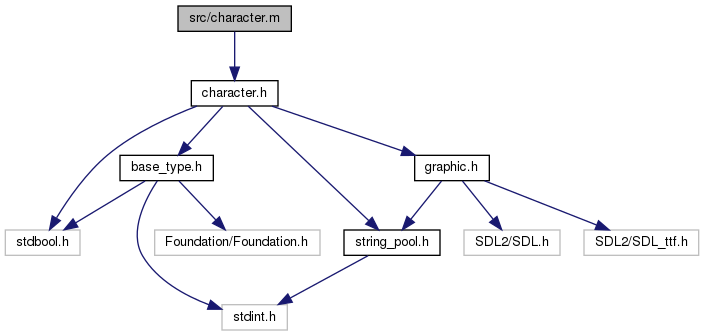 src/character.m
character.h
base_type.h
graphic.h
stdbool.h
Foundation/Foundation.h
string_pool.h
SDL2/SDL.h
SDL2/SDL_ttf.h
stdint.h